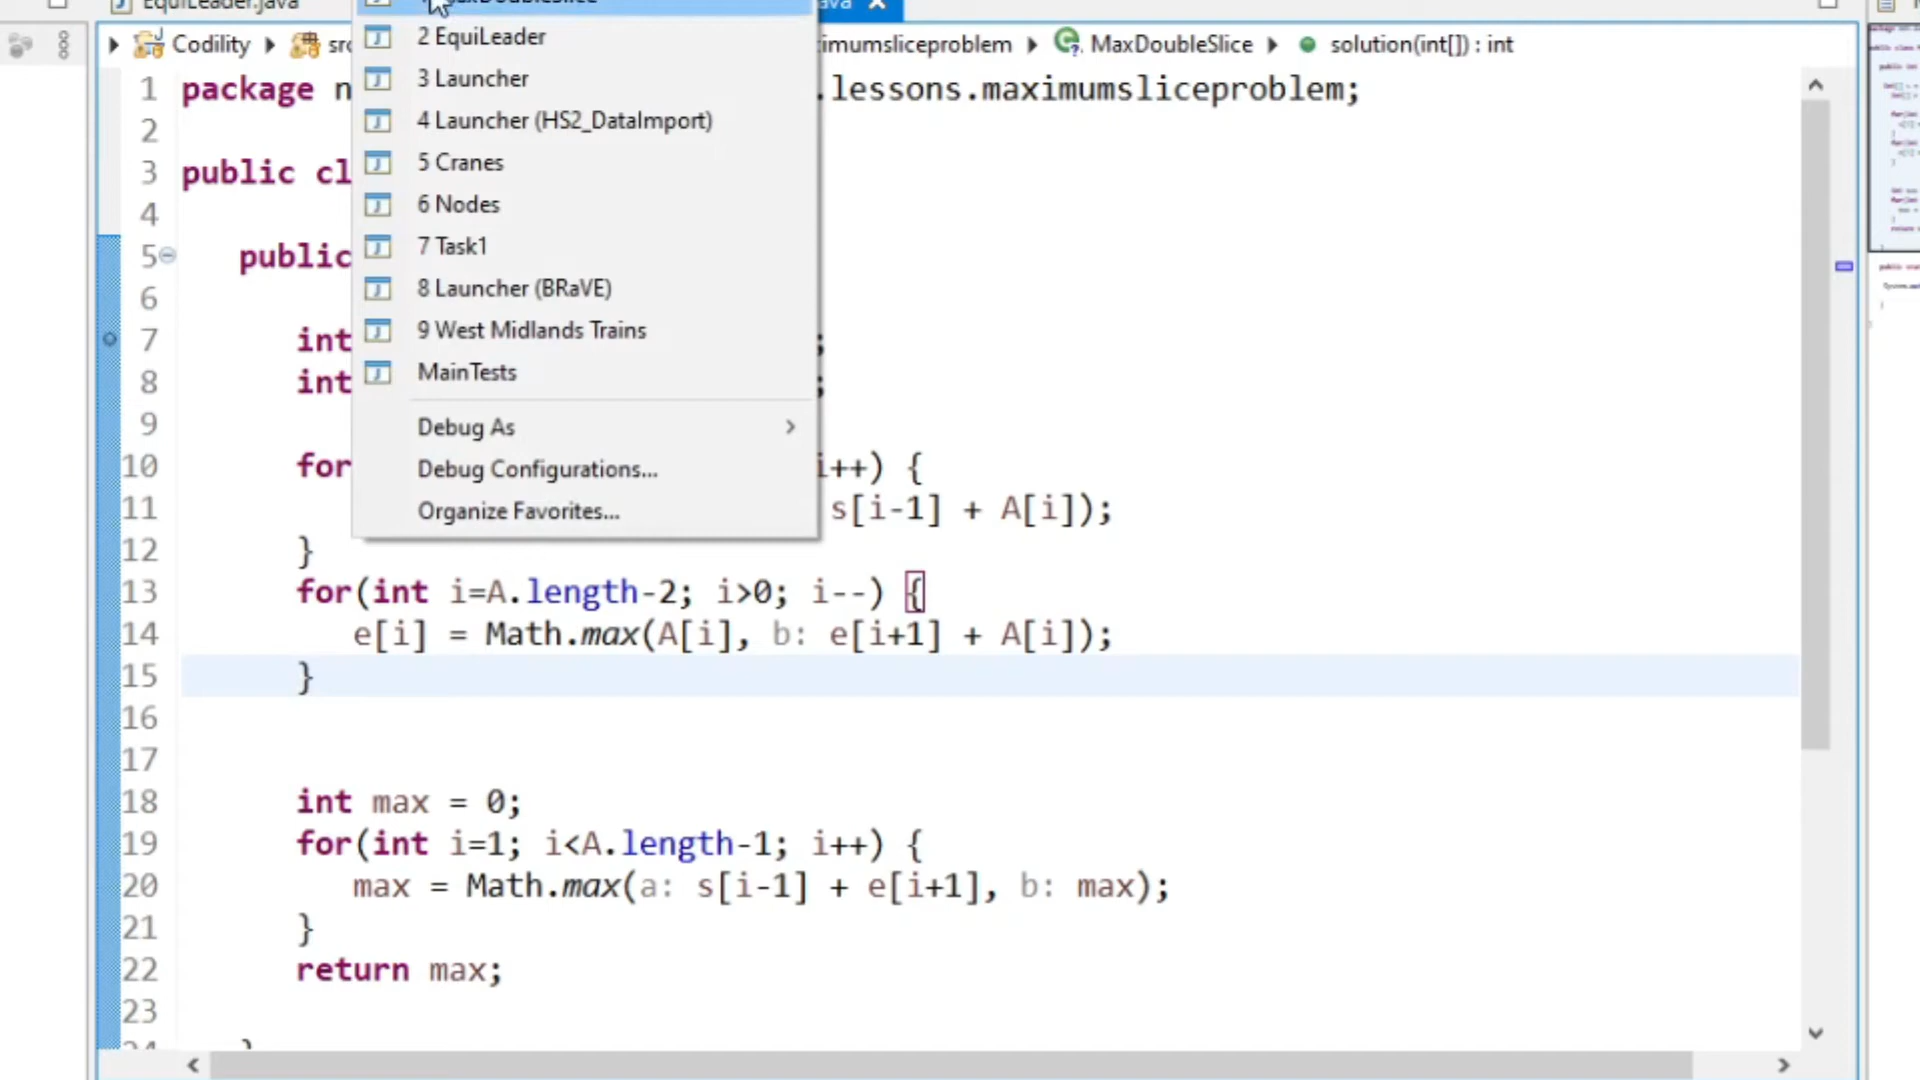 EquiLeader.java
MaxDoubleSlice
Codility
imumsliceproblem MaxDoubleSlice solution(int[]) : int
2 EquiLeader
3 Launcher
4 Launcher (HS2_DataImport)
5 Cranes
6 Nodes
7 Task1
8 Launcher (BRaVE)
9 West Midlands Trains
MainTests
Debug As
Debug Configurations...
Organize Favorites...
1 package n .lessons.maximumsliceproblem;
2
3 public cl
4
5 public
6
7 int ;
8 int ;
9
10 for i++) {
11 s[i-1] + A[i]);
12 }
13 for(int i=A.length-2; i>0; i--) {
14 e[i] = Math.max(A[i], b: e[i+1] + A[i]);
15 }
16
17
18 int max = 0;
19 for(int i=1; i<A.length-1; i++) {
20 max = Math.max(a: s[i-1] + e[i+1], b: max);
21 }
22 return max;
23
24 }